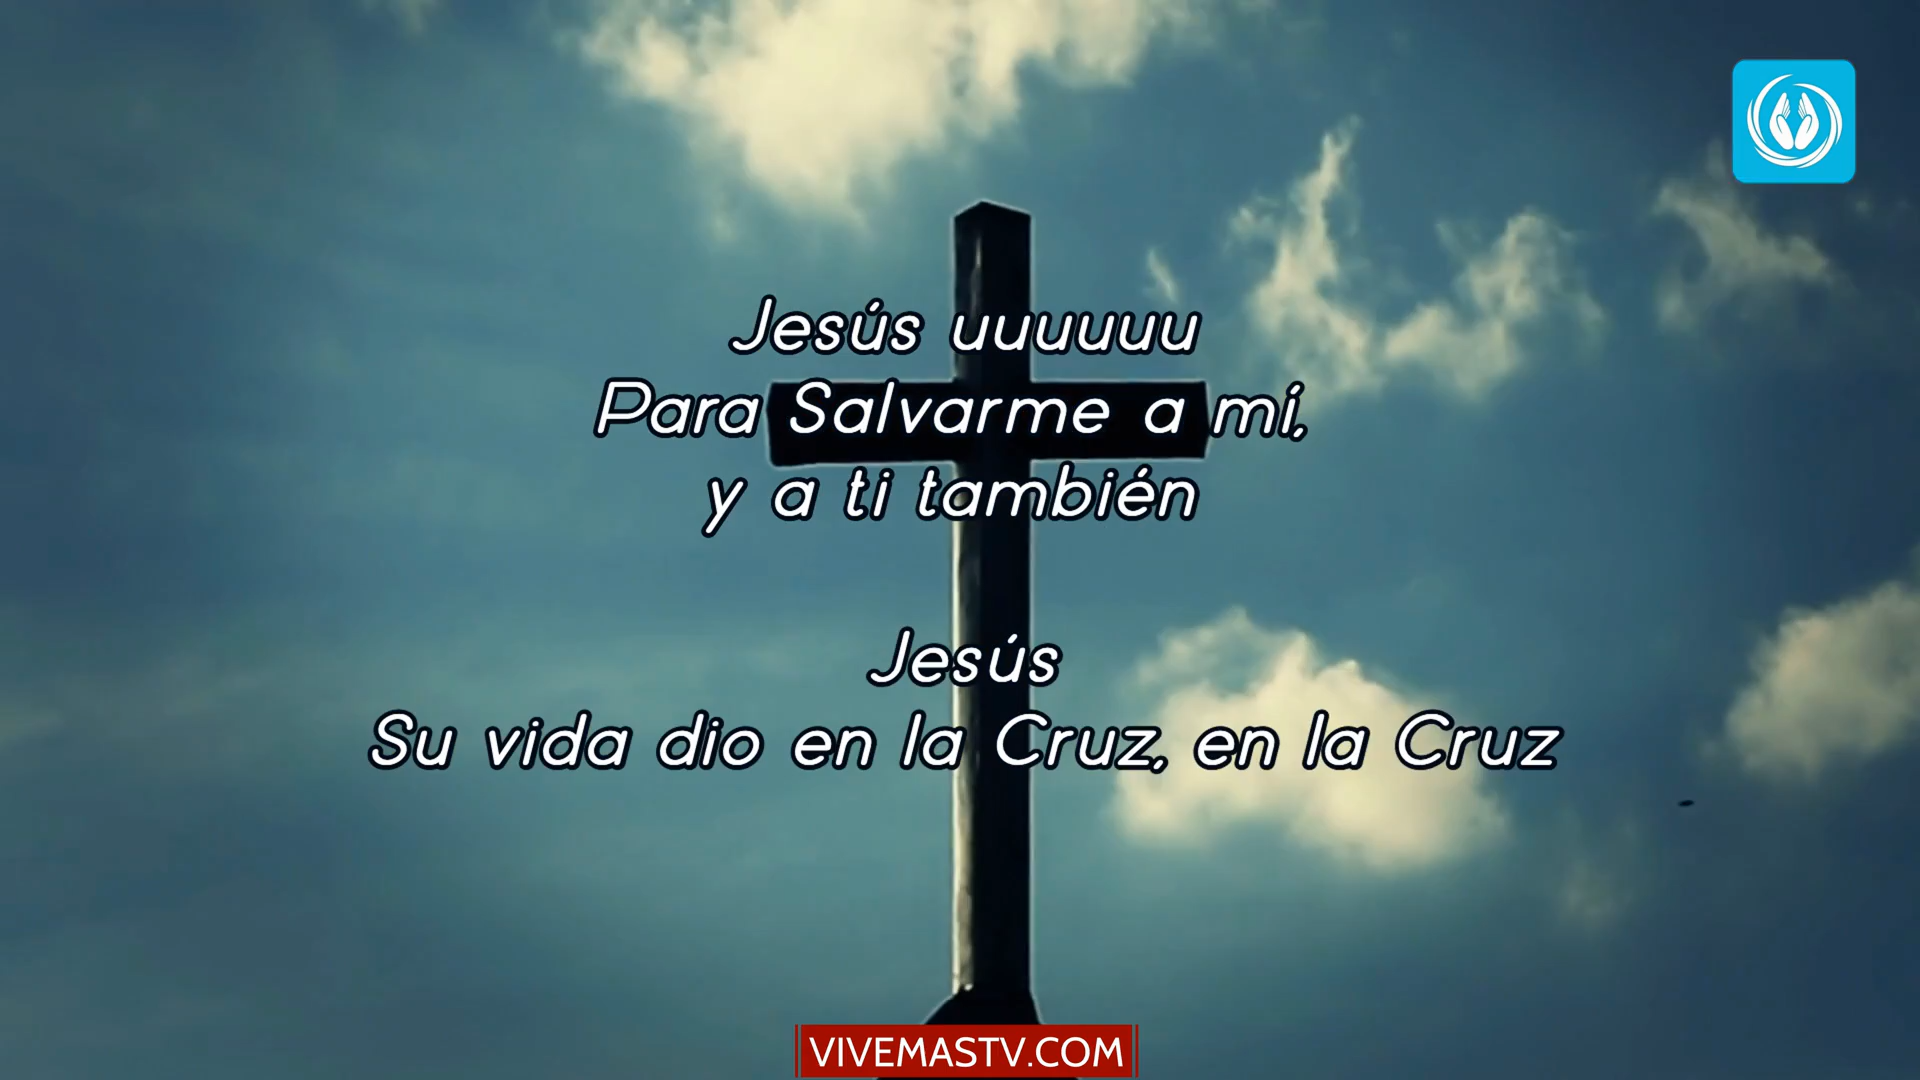 Jesús uuuuuu
Para Salvarme a mí,
y a ti también
Jesús
Su vida dio en la Cruz, en la Cruz
VIVEMASTV.COM